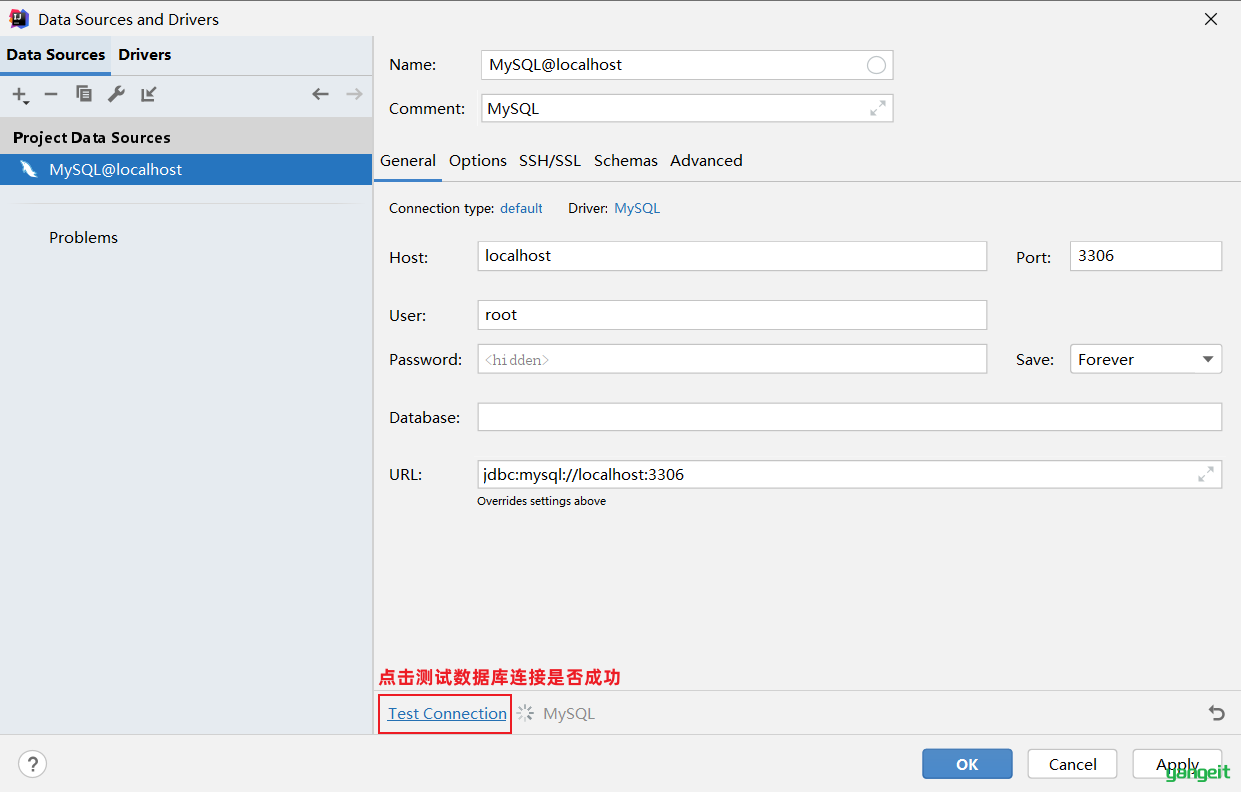 Data Sources and Drivers
Data Sources Drivers
Project Data Sources
MySQL@localhost
Problems
Name: MySQL@localhost
Comment: MySQL
General Options SSH/SSL Schemas Advanced
Connection type: default Driver: MySQL
Host: localhost Port: 3306
User: root
Password: <hidden> Save: Forever
Database:
URL: jdbc:mysql://localhost:3306
Overrides settings above
点击测试数据库连接是否成功
Test Connection MySQL
? OK Cancel Apply
yangeit